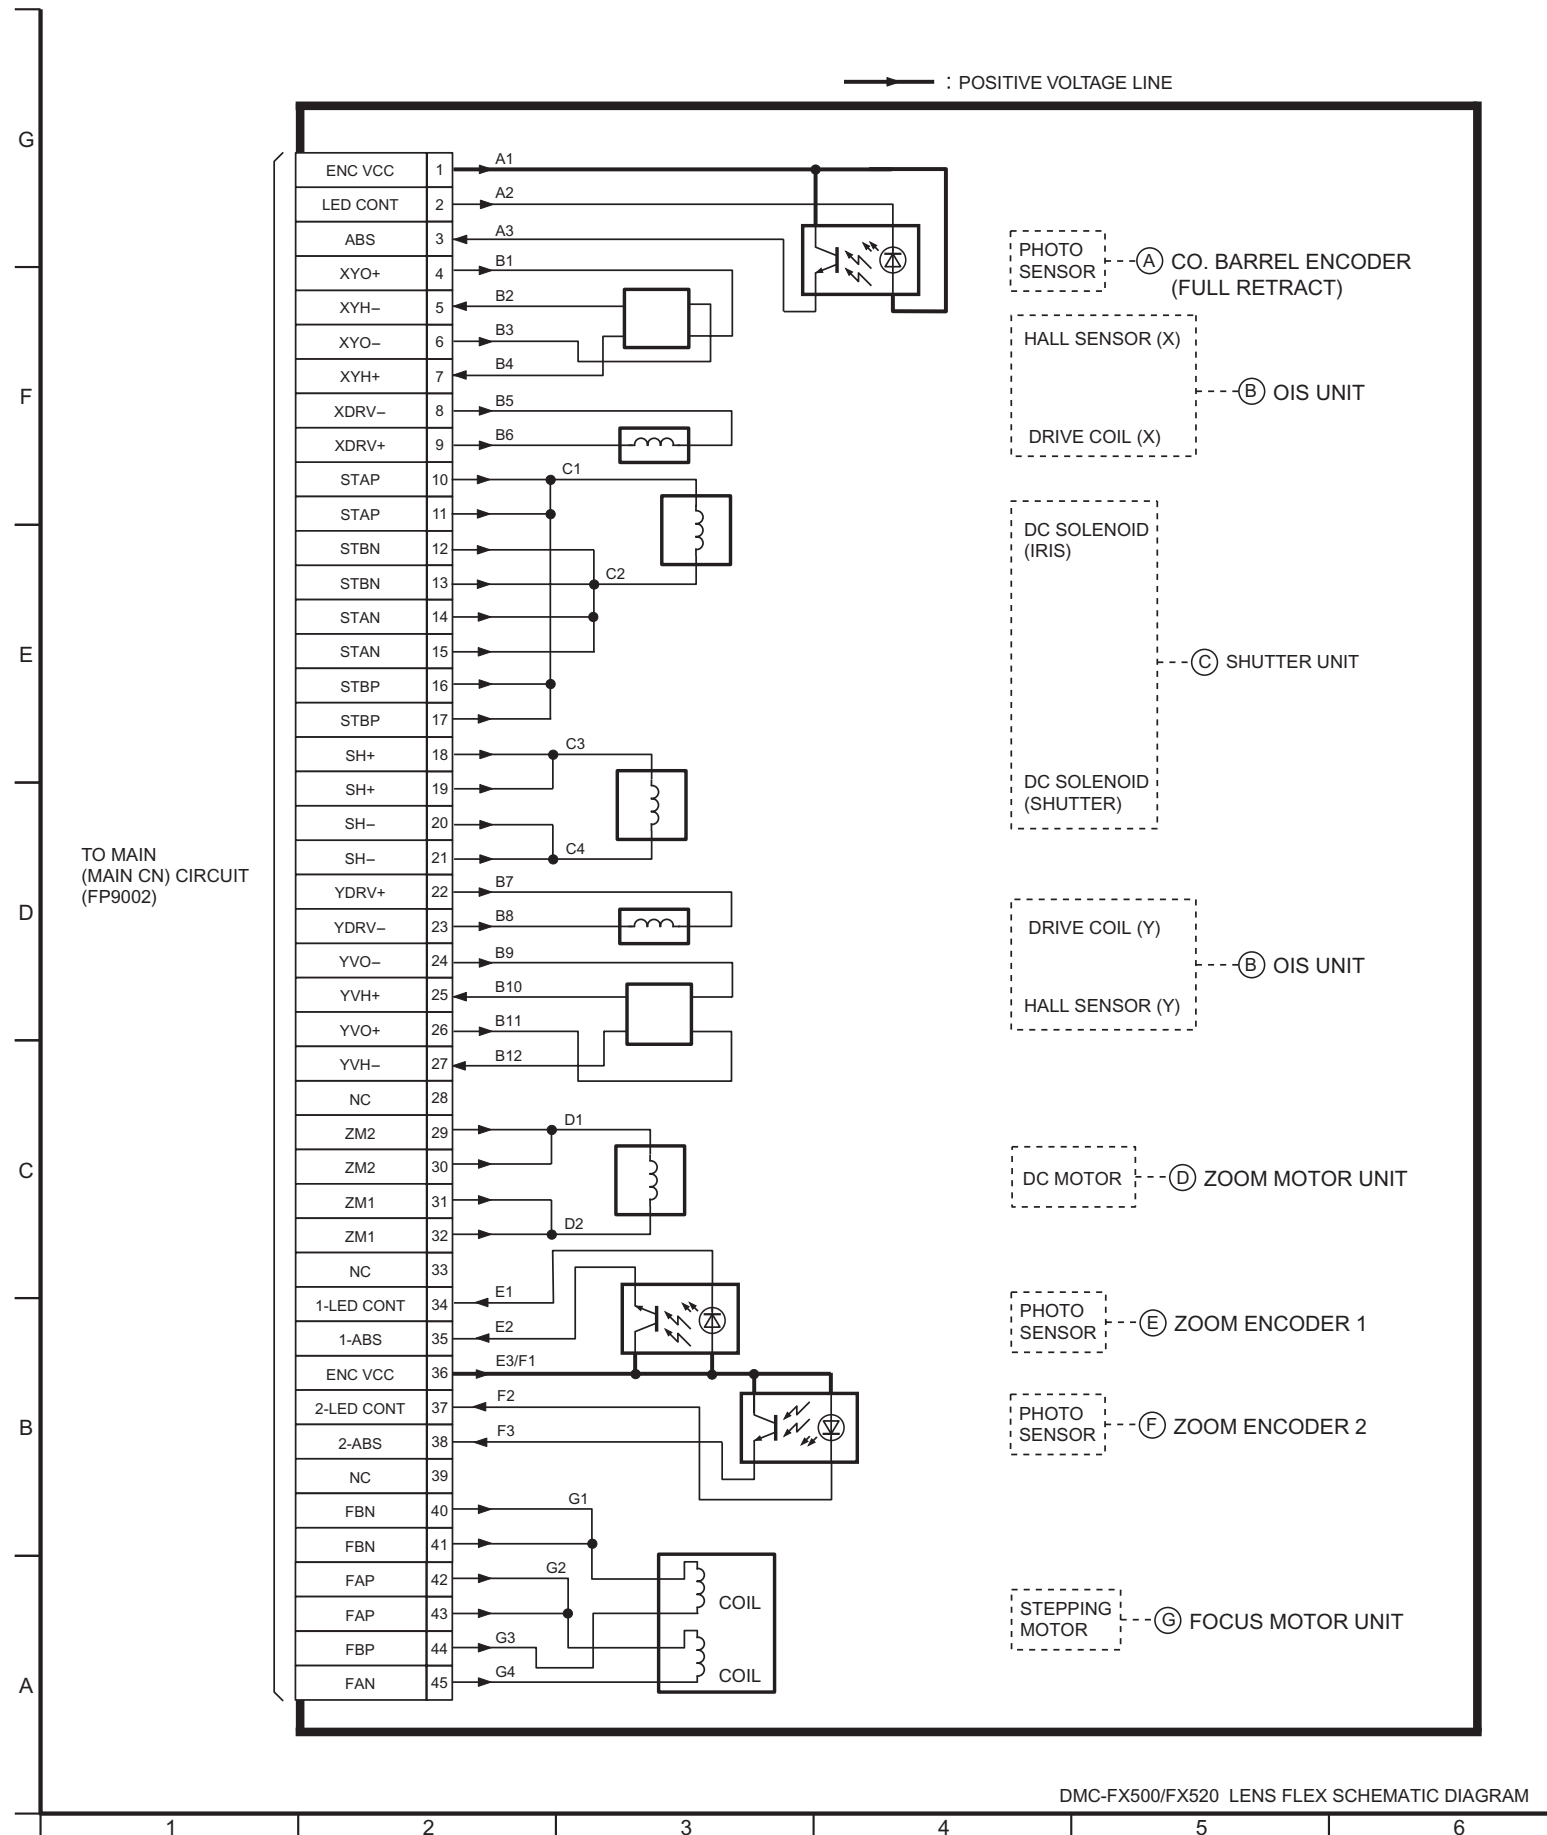 : POSITIVE VOLTAGE LINE
G
F
E
D
C
B
A
TO MAIN
(MAIN CN) CIRCUIT
(FP9002)
ENC VCC 1 A1
LED CONT 2 A2
ABS 3 A3
XYO+ 4 B1
XYH− 5 B2
XYO− 6 B3
XYH+ 7 B4
XDRV− 8 B5
XDRV+ 9 B6
STAP 10 C1
STAP 11
STBN 12
STBN 13 C2
STAN 14
STAN 15
STBP 16
STBP 17
SH+ 18 C3
SH+ 19
SH− 20
SH− 21 C4
YDRV+ 22 B7
YDRV− 23 B8
YVO− 24 B9
YVH+ 25 B10
YVO+ 26 B11
YVH− 27 B12
NC 28
ZM2 29 D1
ZM2 30
ZM1 31
ZM1 32 D2
NC 33
1-LED CONT 34 E1
1-ABS 35 E2
ENC VCC 36 E3/F1
2-LED CONT 37 F2
2-ABS 38 F3
NC 39
FBN 40 G1
FBN 41
FAP 42 G2
FAP 43
FBP 44 G3
FAN 45 G4
COIL
COIL
PHOTO
SENSOR
A CO. BARREL ENCODER
(FULL RETRACT)
HALL SENSOR (X)
B OIS UNIT
DRIVE COIL (X)
DC SOLENOID
(IRIS)
C SHUTTER UNIT
DC SOLENOID
(SHUTTER)
DRIVE COIL (Y)
B OIS UNIT
HALL SENSOR (Y)
DC MOTOR D ZOOM MOTOR UNIT
PHOTO
SENSOR
E ZOOM ENCODER 1
PHOTO
SENSOR
F ZOOM ENCODER 2
STEPPING
MOTOR
G FOCUS MOTOR UNIT
DMC-FX500/FX520 LENS FLEX SCHEMATIC DIAGRAM
1 2 3 4 5 6